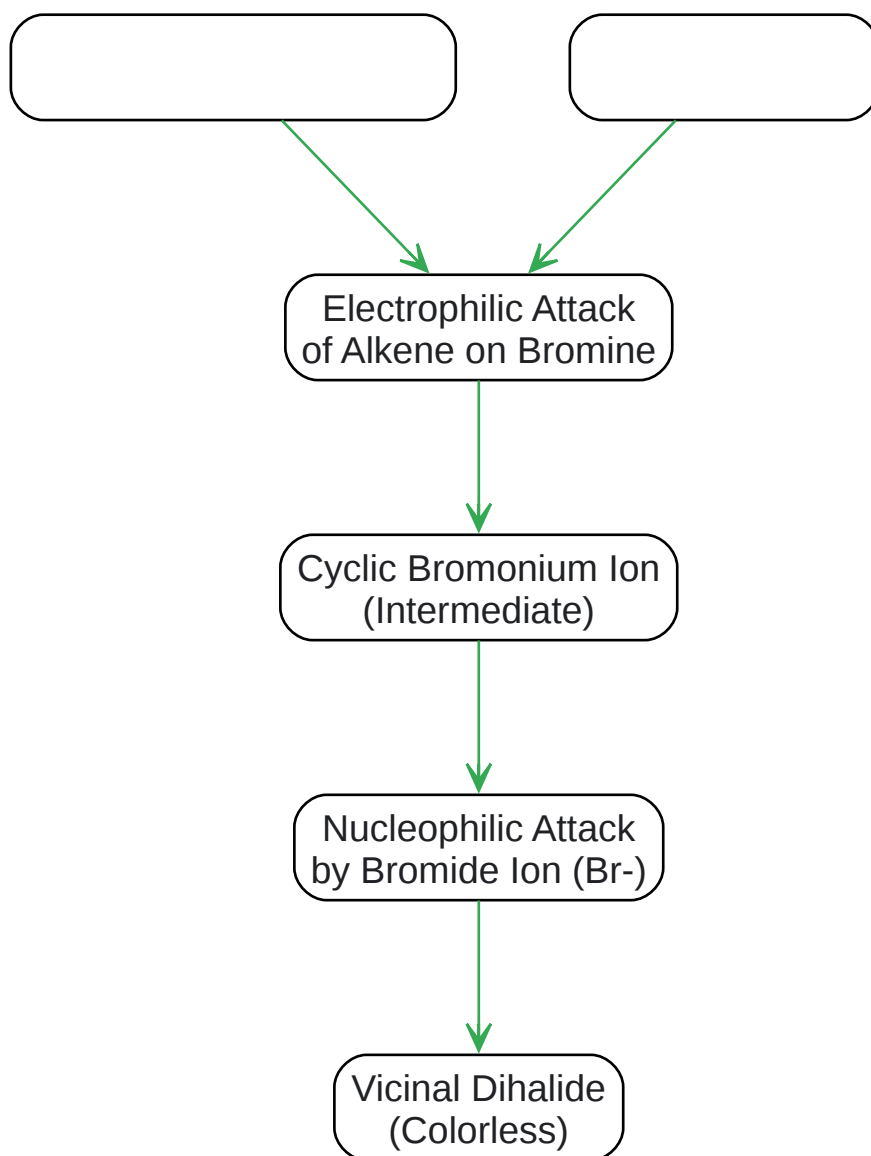 Electrophilic Attack
of Alkene on Bromine
Cyclic Bromonium Ion
(Intermediate)
Nucleophilic Attack
by Bromide Ion (Br-)
Vicinal Dihalide
(Colorless)